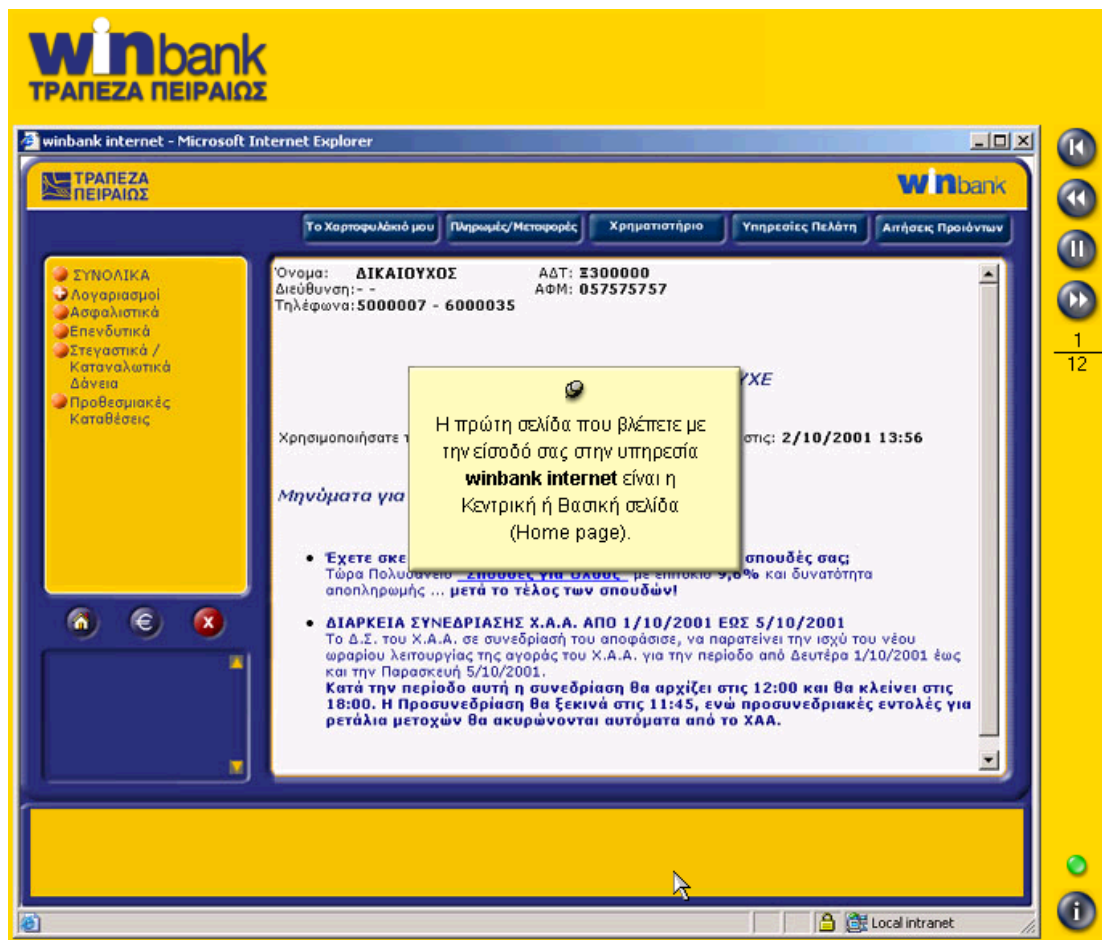 winbank
ΤΡΑΠΕΖΑ ΠΕΙΡΑΙΩΣ
winbank internet - Microsoft Internet Explorer
ΤΡΑΠΕΖΑ
ΠΕΙΡΑΙΩΣ
winbank
Το Χαρτοφυλάκιό μου Πληρωμές/Μεταφορές Χρηματιστήριο Υπηρεσίες Πελάτη Αιτήσεις Προιόντων
ΣΥΝΟΛΙΚΑ
Λογαριασμοί
Ασφαλιστικά
Επενδυτικά
Στεγαστικά /
Καταναλωτικά
Δάνεια
Προθεσμιακές
Καταθέσεις
Όνομα: ΔΙΚΑΙΟΥΧΟΣ ΑΔΤ: Ξ300000
Διεύθυνση:- - ΑΦΜ: 057575757
Τηλέφωνα:5000007 - 6000035
ΥΧΕ
Χρησιμοποιήσατε στις: 2/10/2001 13:56
Μηνύματα για
Η πρώτη σελίδα που βλέπετε με
την είσοδό σας στην υπηρεσία
winbank internet είναι η
Κεντρική ή Βασική σελίδα
(Home page).
• Έχετε σκε σπουδές σας;
Τώρα Πολυδάνειο "Σπουδές για όλους" με επιτόκιο 9,6% και δυνατότητα
αποπληρωμής ... μετά το τέλος των σπουδών!
• ΔΙΑΡΚΕΙΑ ΣΥΝΕΔΡΙΑΣΗΣ Χ.Α.Α. ΑΠΟ 1/10/2001 ΕΩΣ 5/10/2001
Το Δ.Σ. του Χ.Α.Α. σε συνεδρίασή του αποφάσισε, να παρατείνει την ισχύ του νέου
ωραρίου λειτουργίας της αγοράς του Χ.Α.Α. για την περίοδο από Δευτέρα 1/10/2001 έως
και την Παρασκευή 5/10/2001.
Κατά την περίοδο αυτή η συνεδρίαση θα αρχίζει στις 12:00 και θα κλείνει στις
18:00. Η Προσυνεδρίαση θα ξεκινά στις 11:45, ενώ προσυνεδριακές εντολές για
ρετάλια μετοχών θα ακυρώνονται αυτόματα από το ΧΑΑ.
1
12
Local intranet